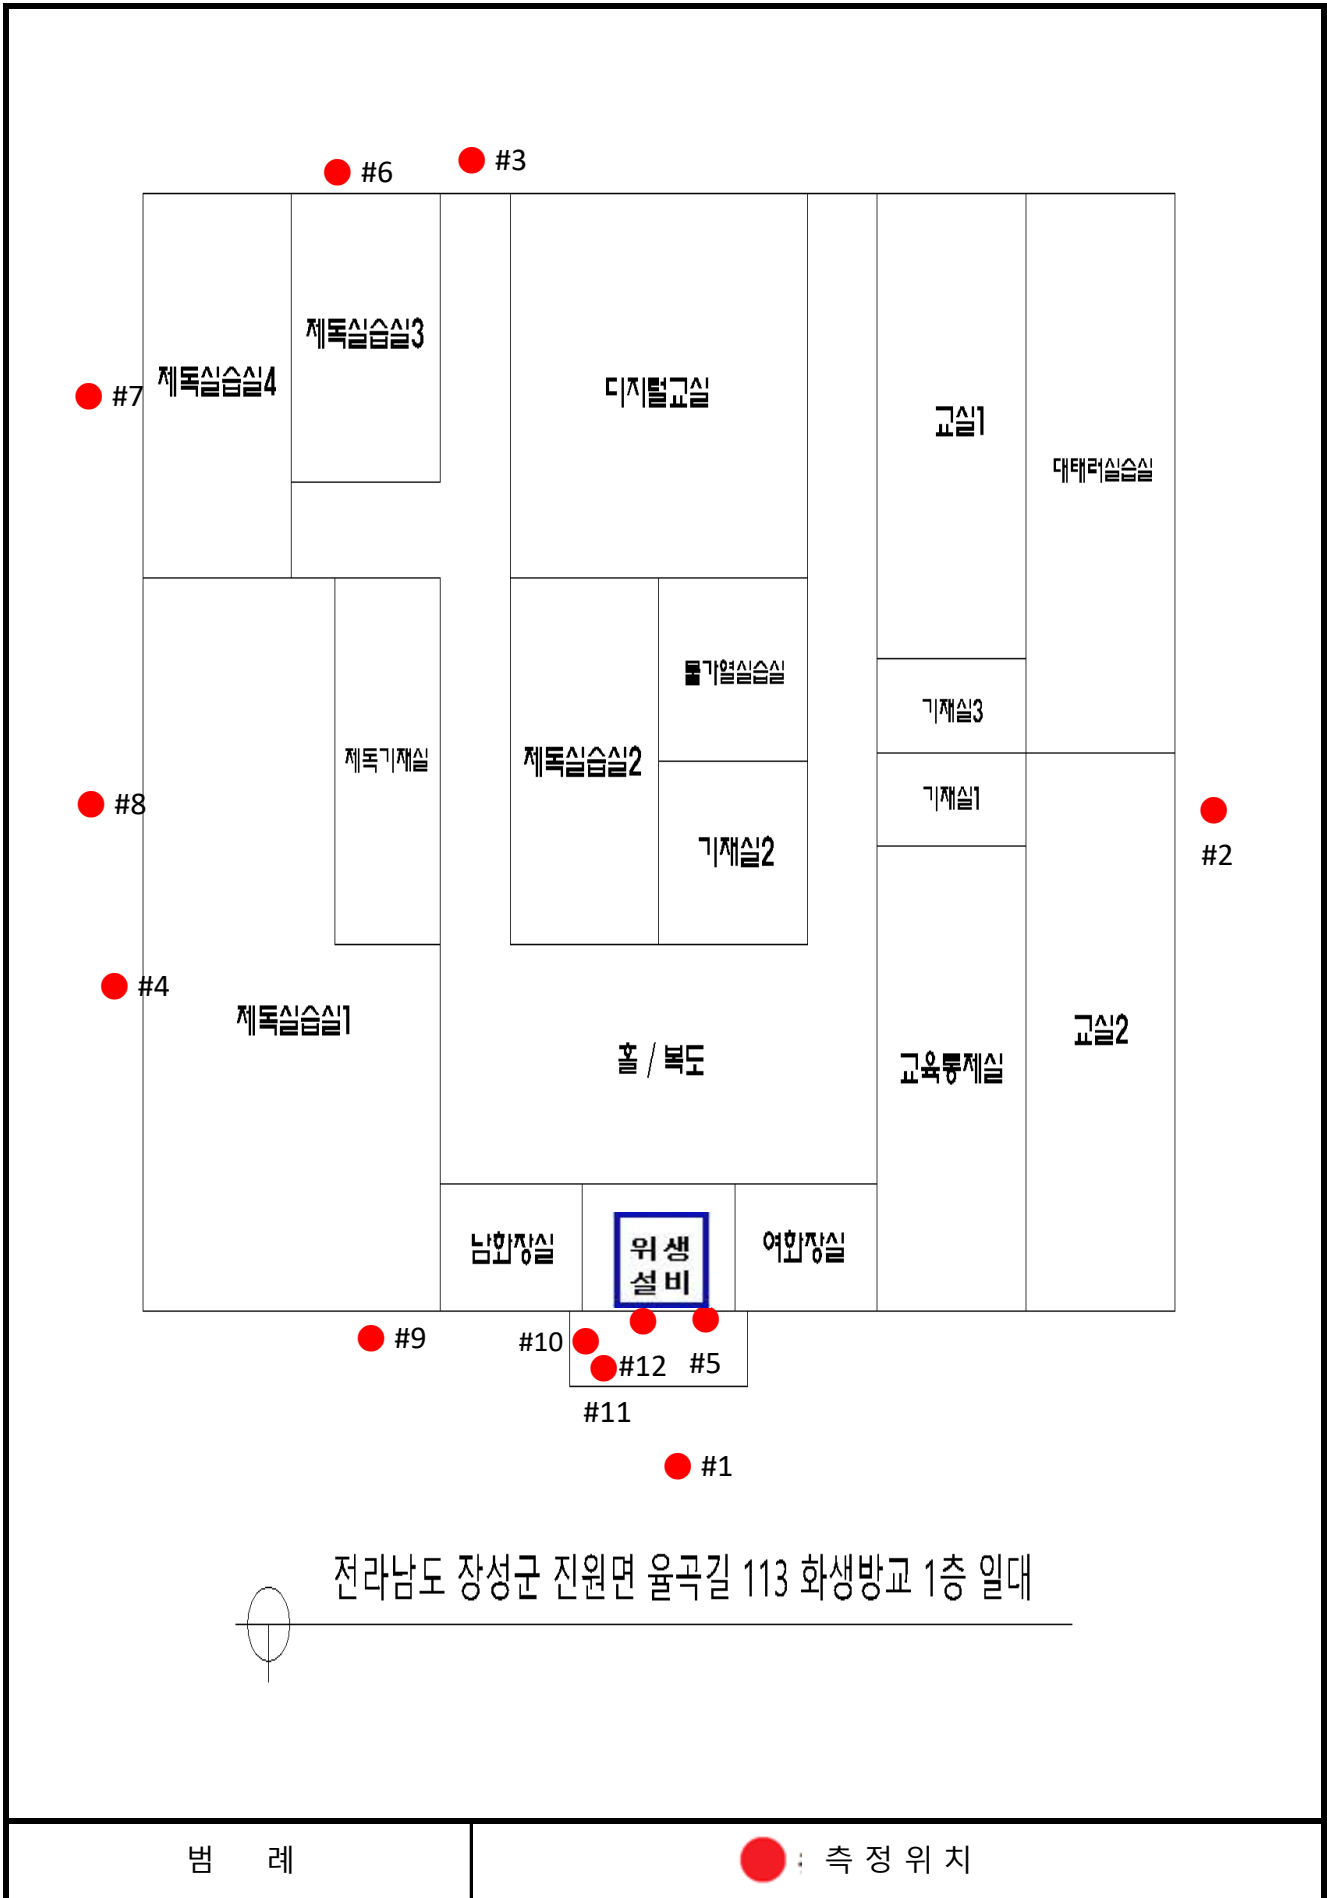 #6
#3
제독실습실3
제독실습실4
디지털교실
#7
교실1
대태러실습실
물가열실습실
기재실3
제독기재실
제독실습실2
기재실1
#8
기재실2
#2
#4
제독실습실1
교실2
홀 / 복도
교육통제실
남화장실
위생
설비
여화장실
#9
#10
#12
#5
#11
#1
전라남도 장성군 진원면 율곡길 113 화생방교 1층 일대
범 례
: 측정위치